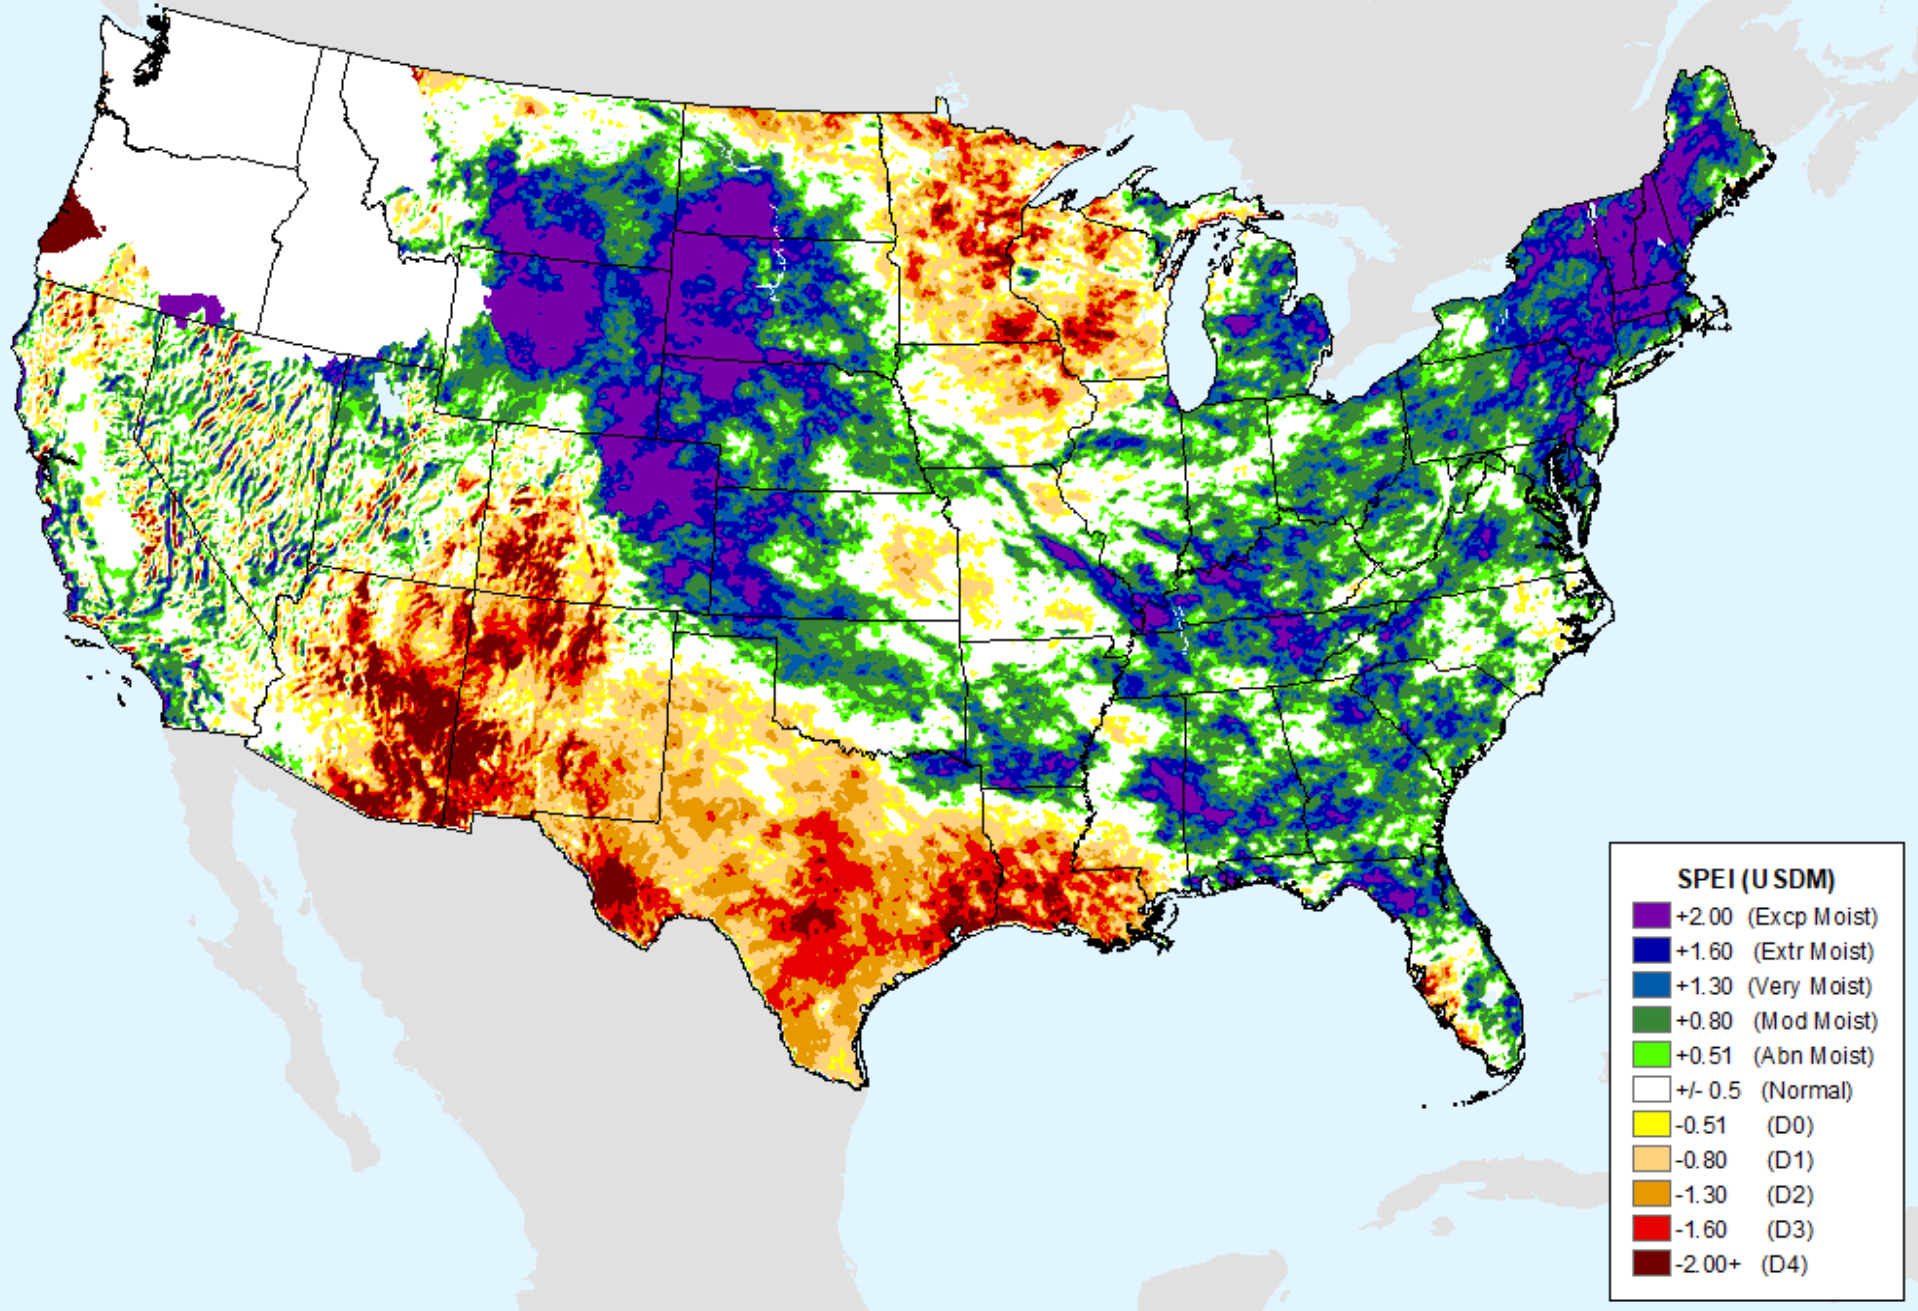 SPEI (USDM)
+2.00 (Excp Moist)
+1.60 (Extr Moist)
+1.30 (Very Moist)
+0.80 (Mod Moist)
+0.51 (Abn Moist)
+/- 0.5 (Normal)
-0.51 (D0)
-0.80 (D1)
-1.30 (D2)
-1.60 (D3)
-2.00+ (D4)